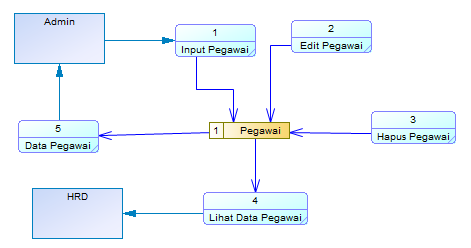 Admin
1
Input Pegawai
2
Edit Pegawai
3
Hapus Pegawai
5
Data Pegawai
1 Pegawai
HRD
4
Lihat Data Pegawai